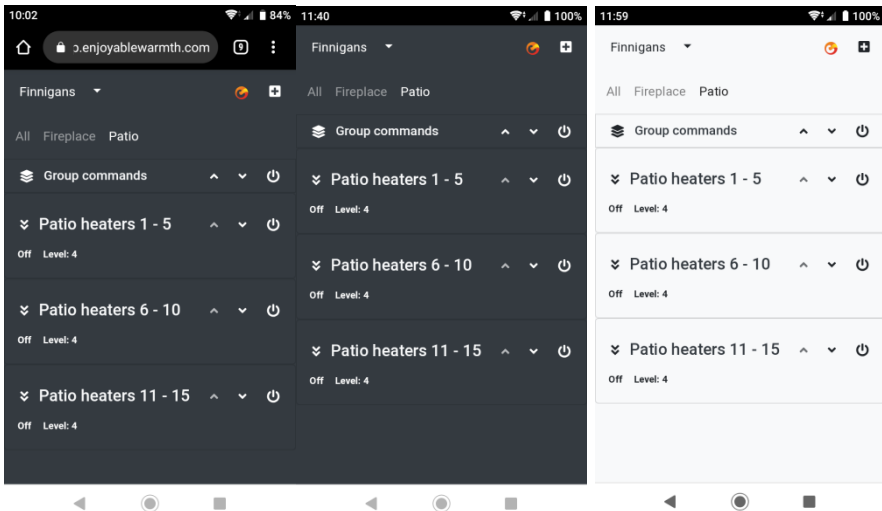 10:02 84%
ɔ.enjoyablewarmth.com 9
Finnigans
All Fireplace Patio
Group commands
Patio heaters 1 - 5
Off Level: 4
Patio heaters 6 - 10
Off Level: 4
Patio heaters 11 - 15
Off Level: 4
11:40 100%
Finnigans
All Fireplace Patio
Group commands
Patio heaters 1 - 5
Off Level: 4
Patio heaters 6 - 10
Off Level: 4
Patio heaters 11 - 15
Off Level: 4
11:59 100%
Finnigans
All Fireplace Patio
Group commands
Patio heaters 1 - 5
Off Level: 4
Patio heaters 6 - 10
Off Level: 4
Patio heaters 11 - 15
Off Level: 4